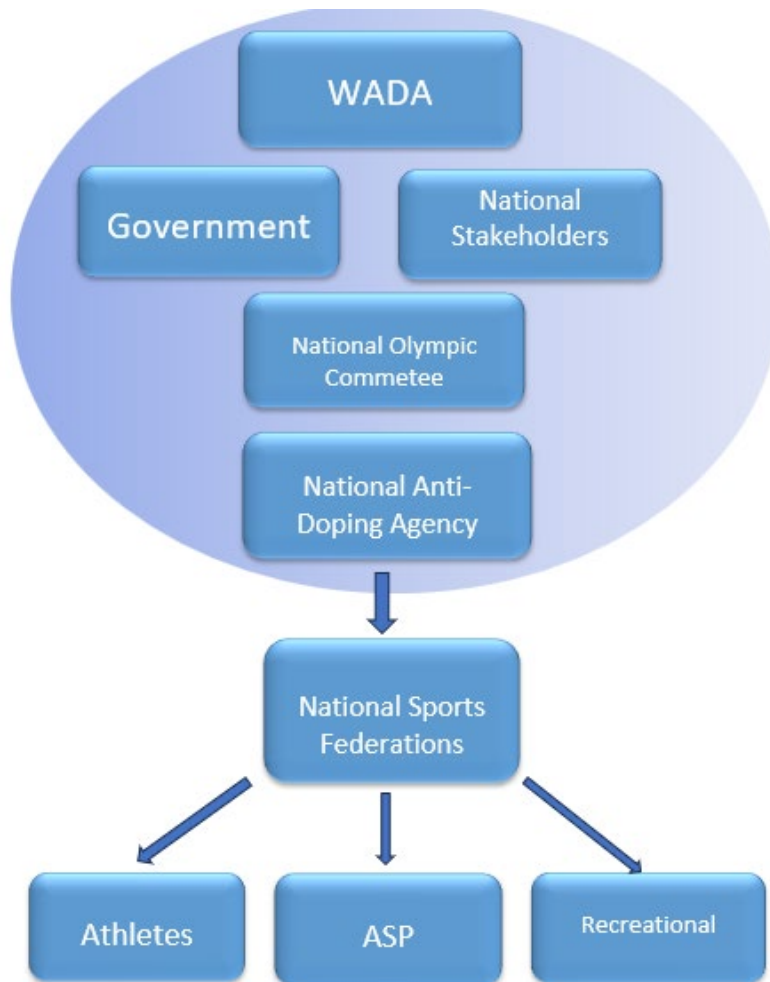 WADA
Government
National
Stakeholders
National Olympic
Commetee
National Anti-
Doping Agency
National Sports
Federations
Athletes
ASP
Recreational